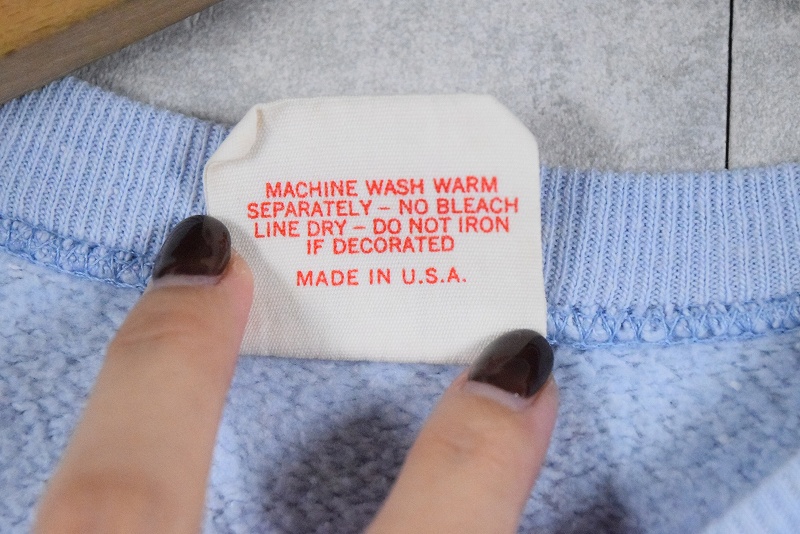 MACHINE WASH WARM
SEPARATELY – NO BLEACH
LINE DRY – DO NOT IRON
IF DECORATED
MADE IN U.S.A.